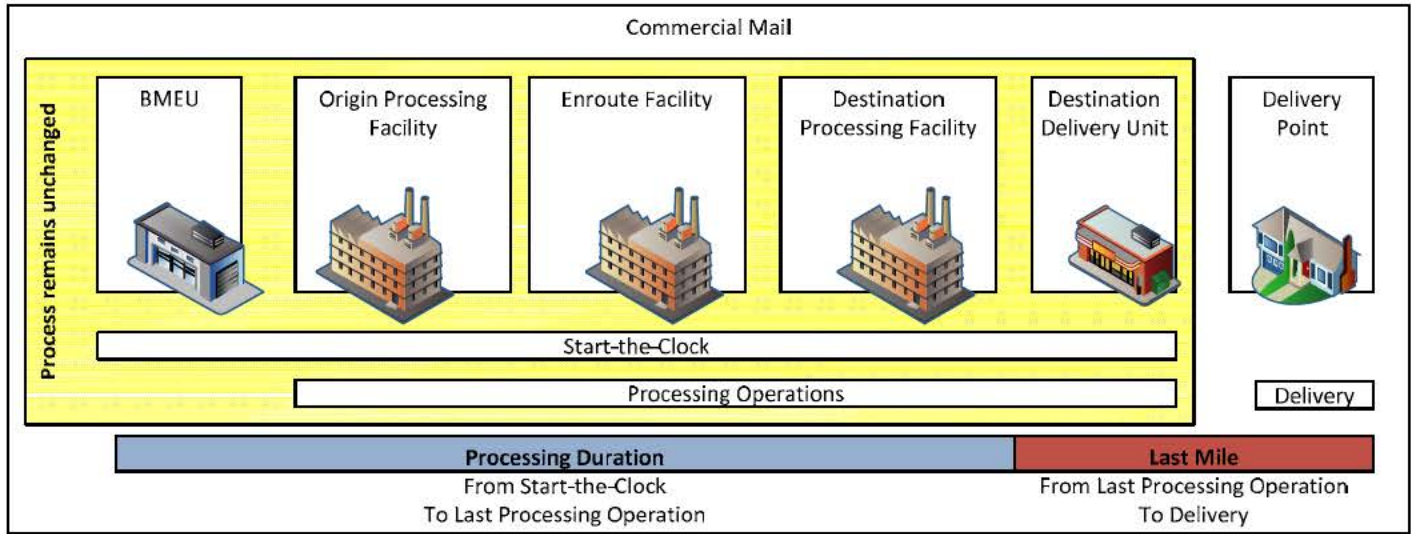 Commercial Mail
Process remains unchanged
BMEU
Origin Processing
Facility
Enroute Facility
Destination
Processing Facility
Destination
Delivery Unit
Delivery
Point
Start-the-Clock
Processing Operations
Delivery
Processing Duration
Last Mile
From Start-the-Clock
To Last Processing Operation
From Last Processing Operation
To Delivery